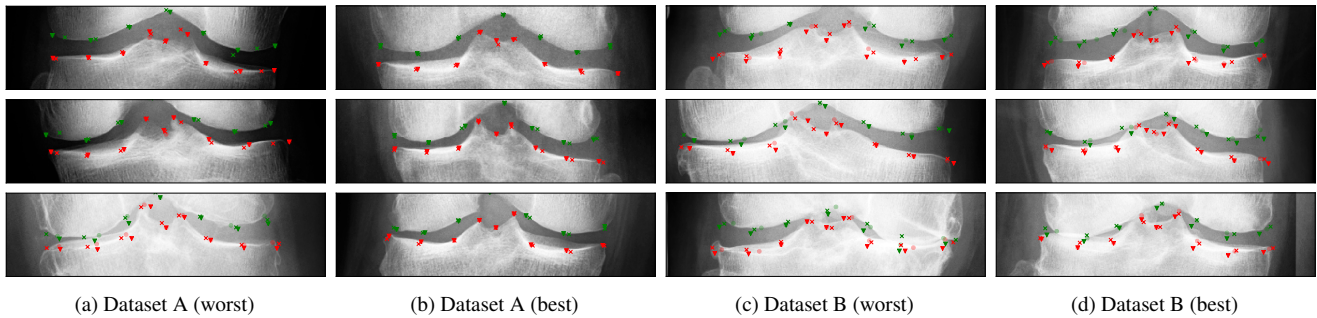 (a) Dataset A (worst)
(b) Dataset A (best)
(c) Dataset B (worst)
(d) Dataset B (best)